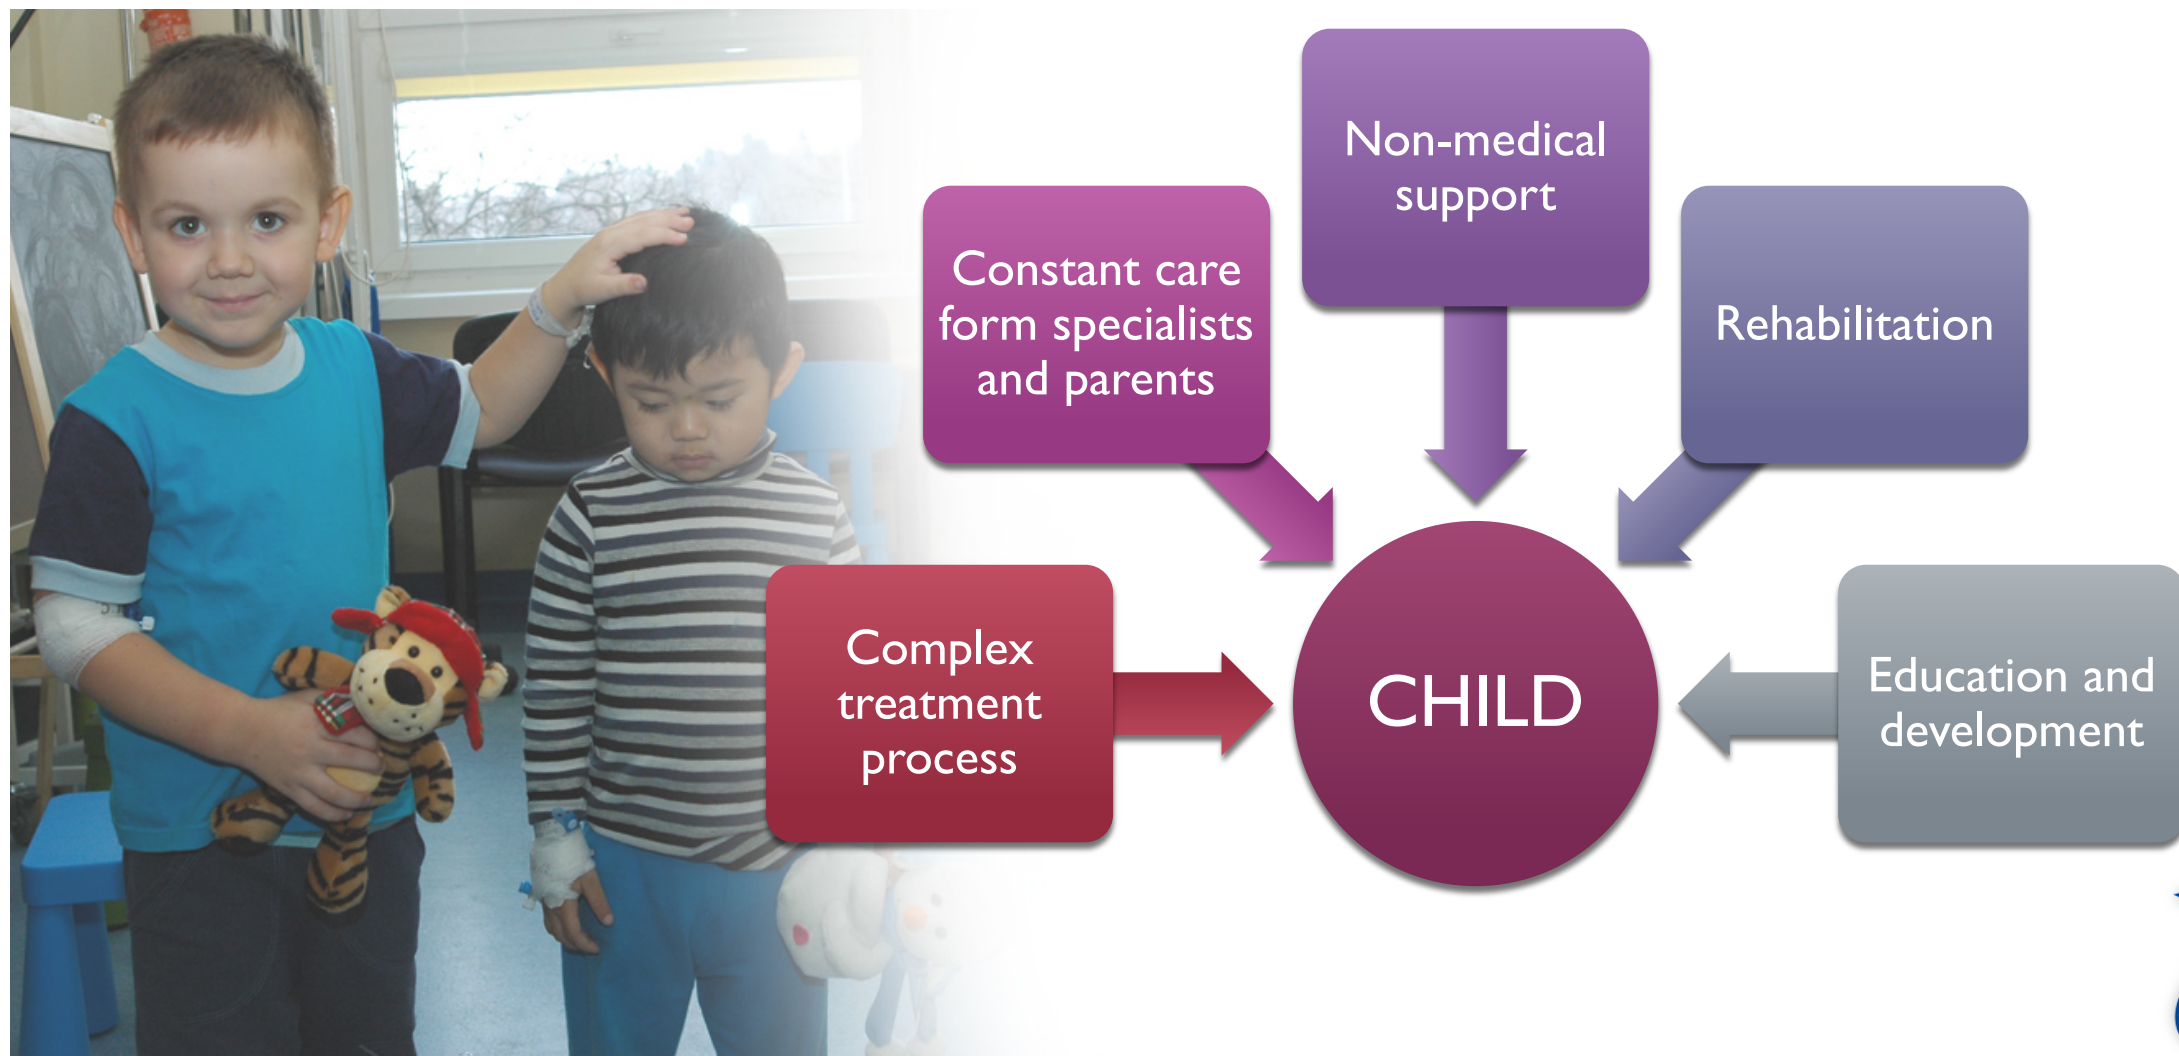 Non-medical
support
Constant care
form specialists
and parents
Rehabilitation
Complex
treatment
process
CHILD
Education and
development